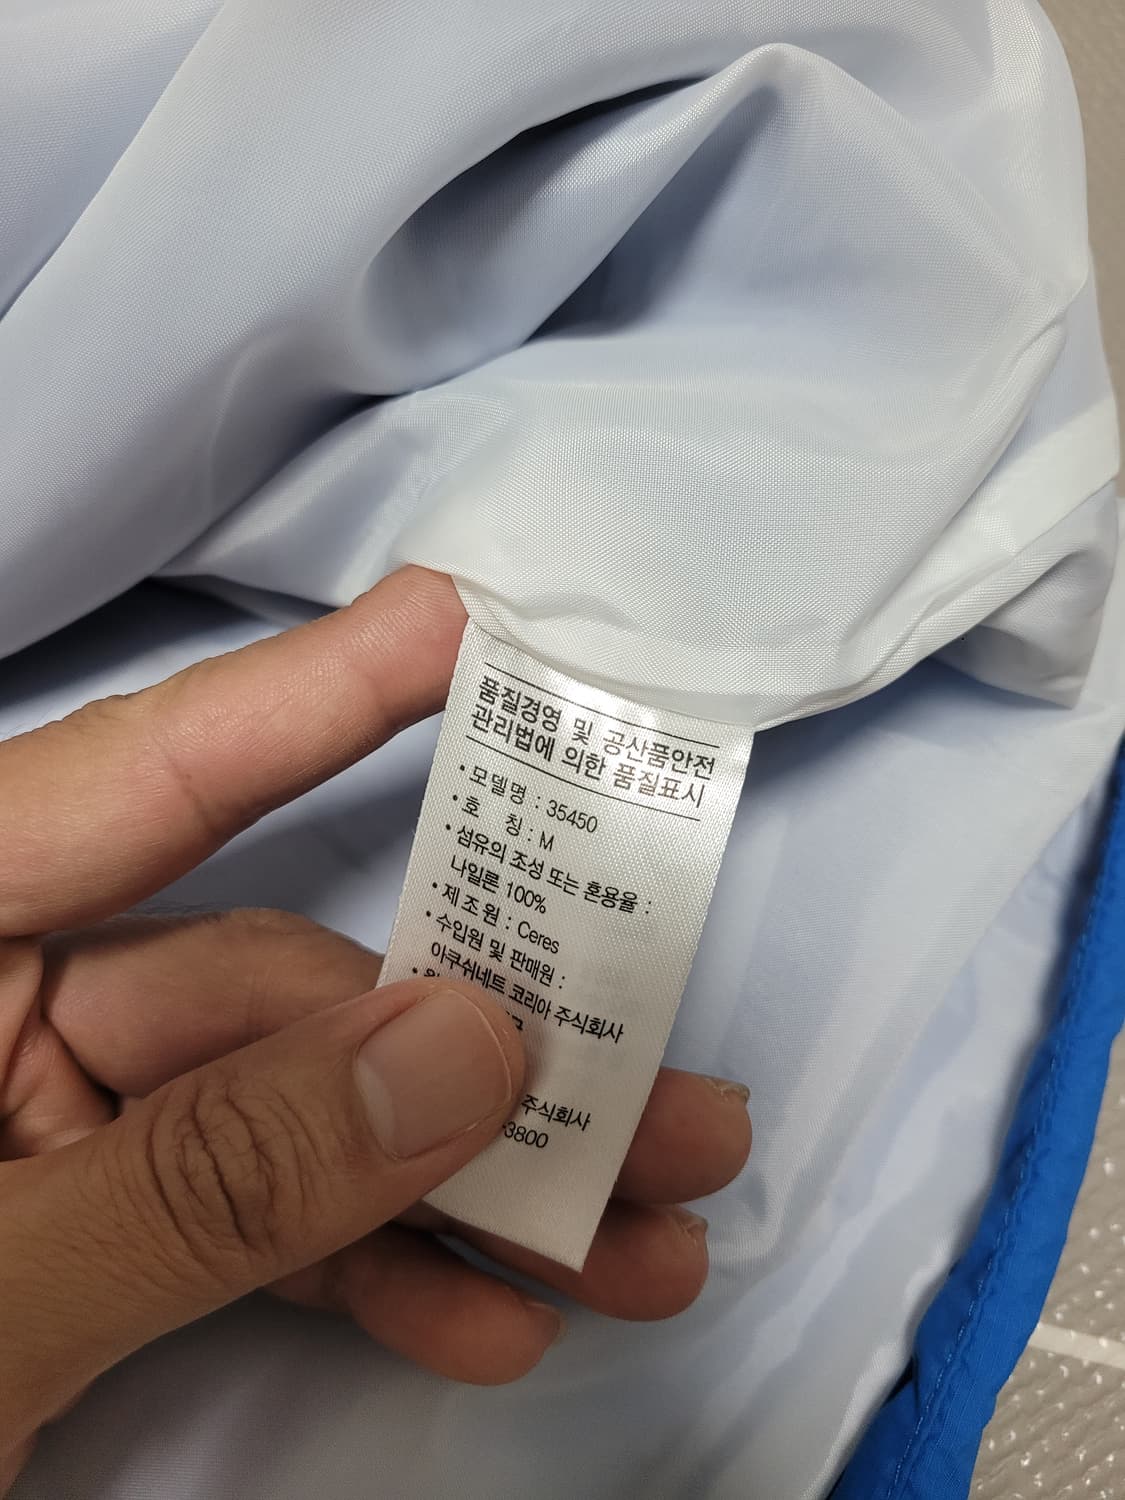 품질경영 및 공산품안전
관리법에 의한 품질표시
• 모델명 : 35450
• 호 칭 : M
• 섬유의 조성 또는 혼용율 :
나일론 100%
• 제조원 : Ceres
• 수입원 및 판매원 :
아쿠쉬네트 코리아 주식회사
주식회사
-3800